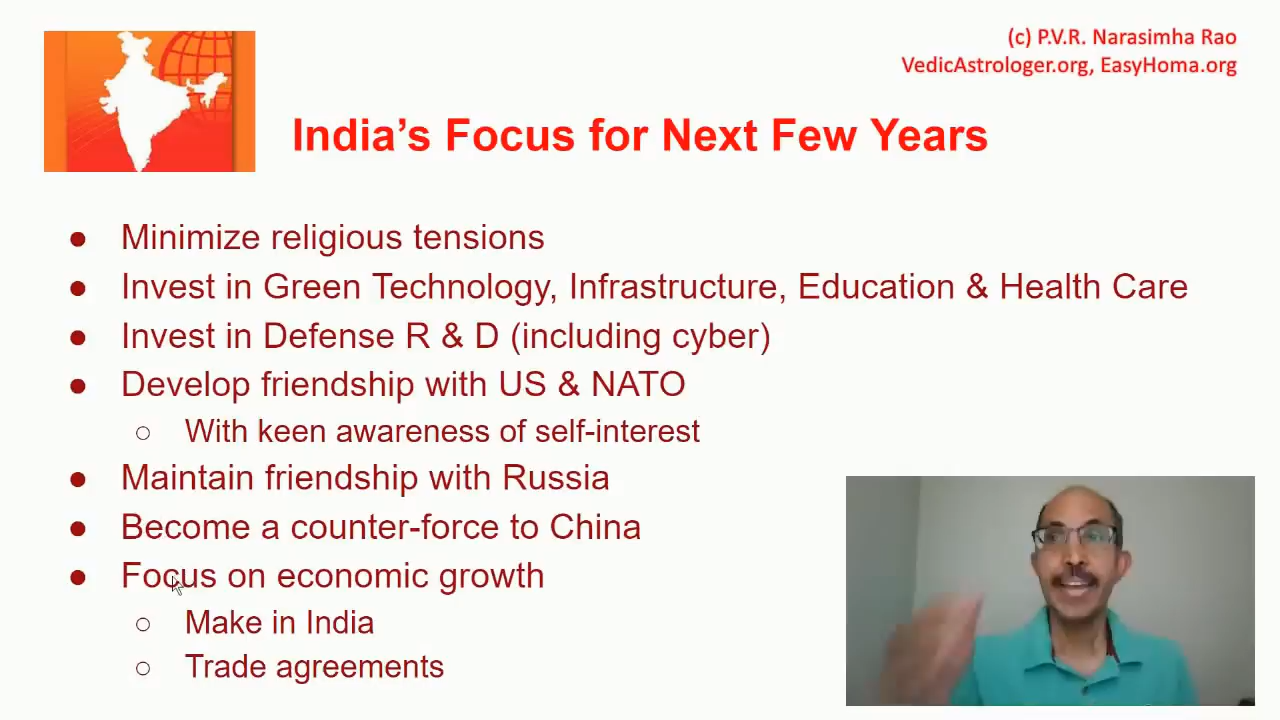 (c) P.V.R. Narasimha Rao
VedicAstrologer.org, EasyHoma.org
India’s Focus for Next Few Years
● Minimize religious tensions
● Invest in Green Technology, Infrastructure, Education & Health Care
● Invest in Defense R & D (including cyber)
● Develop friendship with US & NATO
○ With keen awareness of self-interest
● Maintain friendship with Russia
● Become a counter-force to China
● Focus on economic growth
○ Make in India
○ Trade agreements